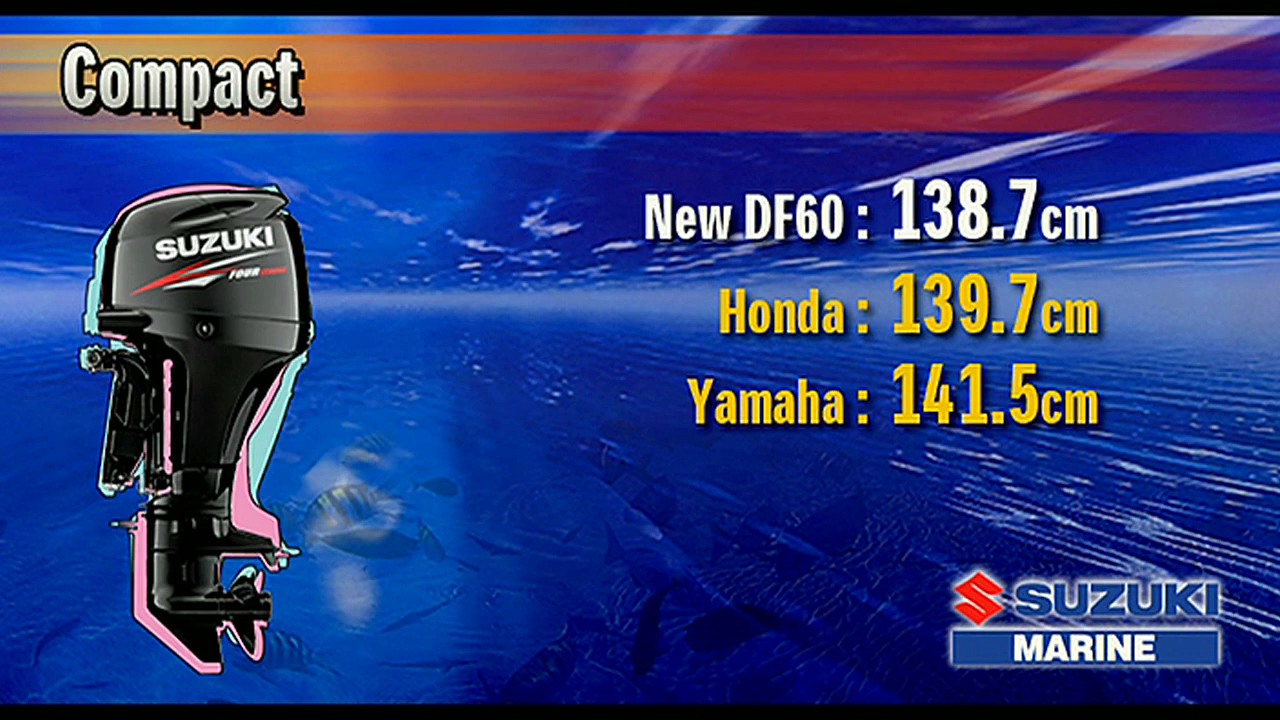 Compact
SUZUKI
FOUR
New DF60 : 138.7cm
Honda : 139.7cm
Yamaha : 141.5cm
SUZUKI
MARINE